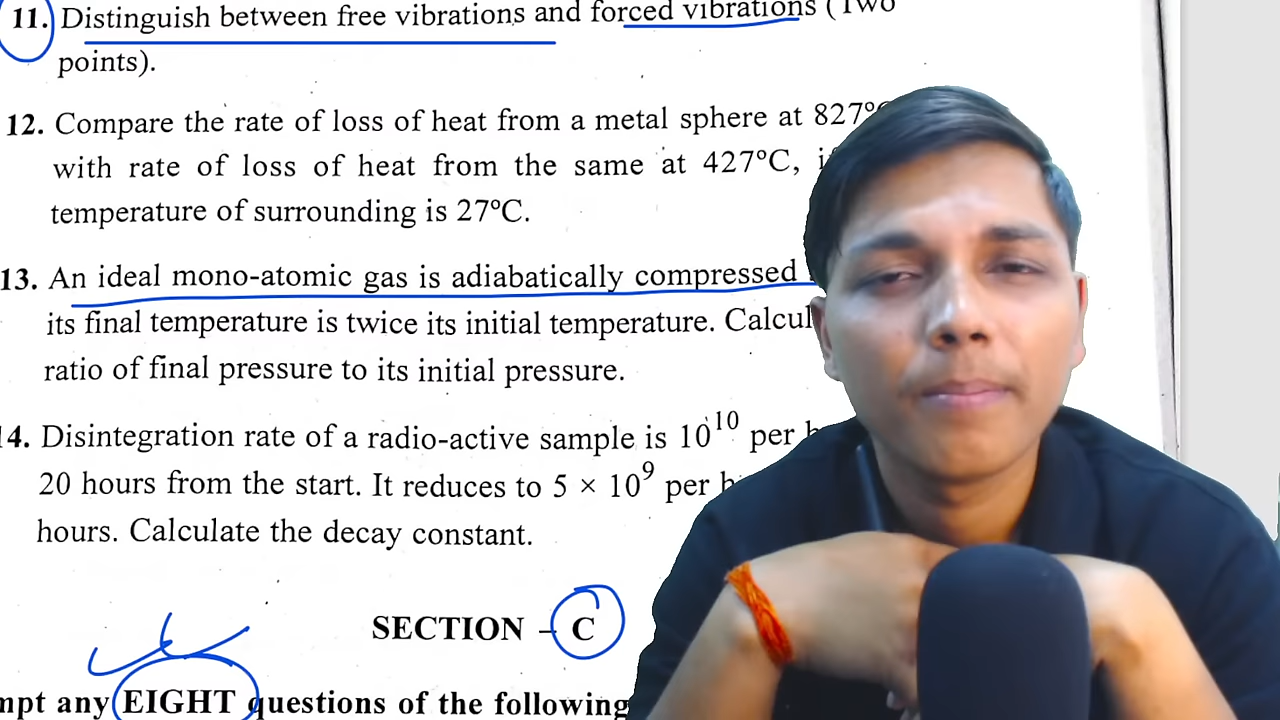 11. Distinguish between free vibrations and forced vibrations (Two
points).
12. Compare the rate of loss of heat from a metal sphere at 827°C
with rate of loss of heat from the same at 427°C,
temperature of surrounding is 27°C.
13. An ideal mono-atomic gas is adiabatically compressed
its final temperature is twice its initial temperature.
ratio of final pressure to its initial pressure.
14. Disintegration rate of a radio-active sample is 10¹⁰ per
20 hours from the start. It reduces to 5 × 10⁹ per
hours. Calculate the decay constant.
SECTION – C
any EIGHT questions of the following